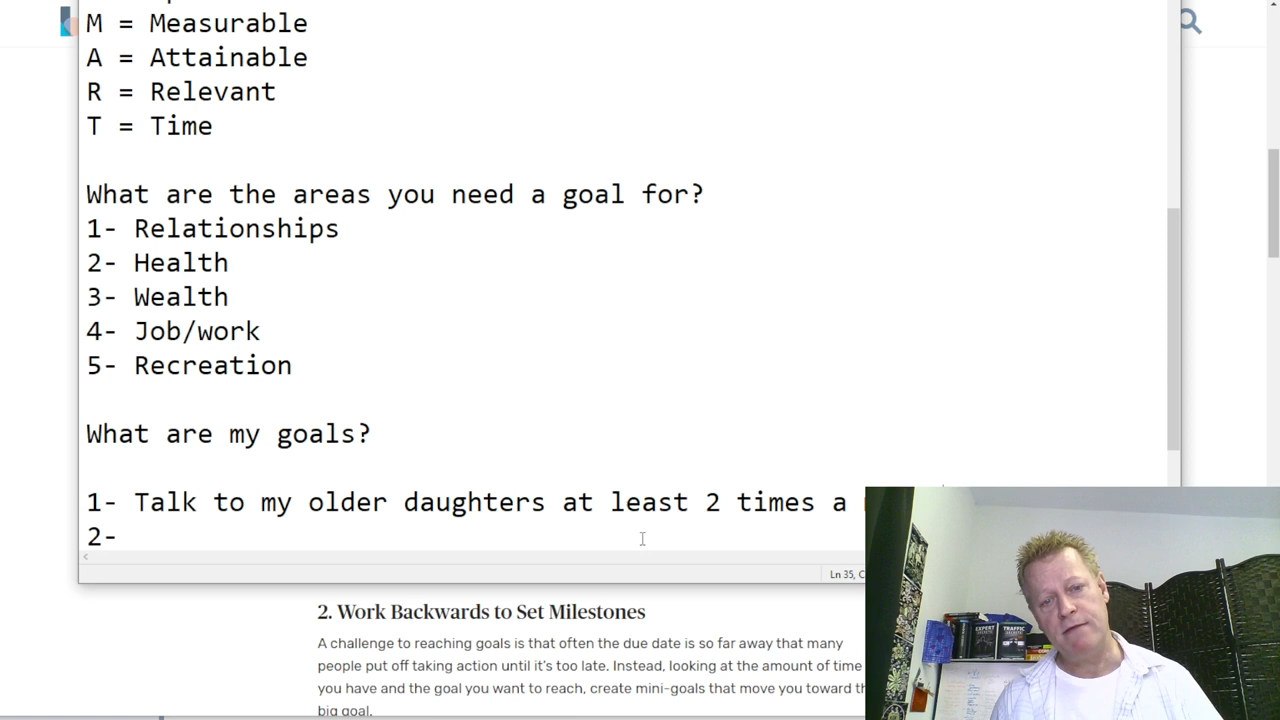 M = Measurable
A = Attainable
R = Relevant
T = Time
What are the areas you need a goal for?
1- Relationships
2- Health
3- Wealth
4- Job/work
5- Recreation
What are my goals?
1- Talk to my older daughters at least 2 times a
2-
Ln 35, C
2. Work Backwards to Set Milestones
A challenge to reaching goals is that often the due date is so far away that many
people put off taking action until it's too late. Instead, looking at the amount of time
you have and the goal you want to reach, create mini-goals that move you toward th
big goal.
EXPERT
SECRETS
TRAFFIC
SECRETS